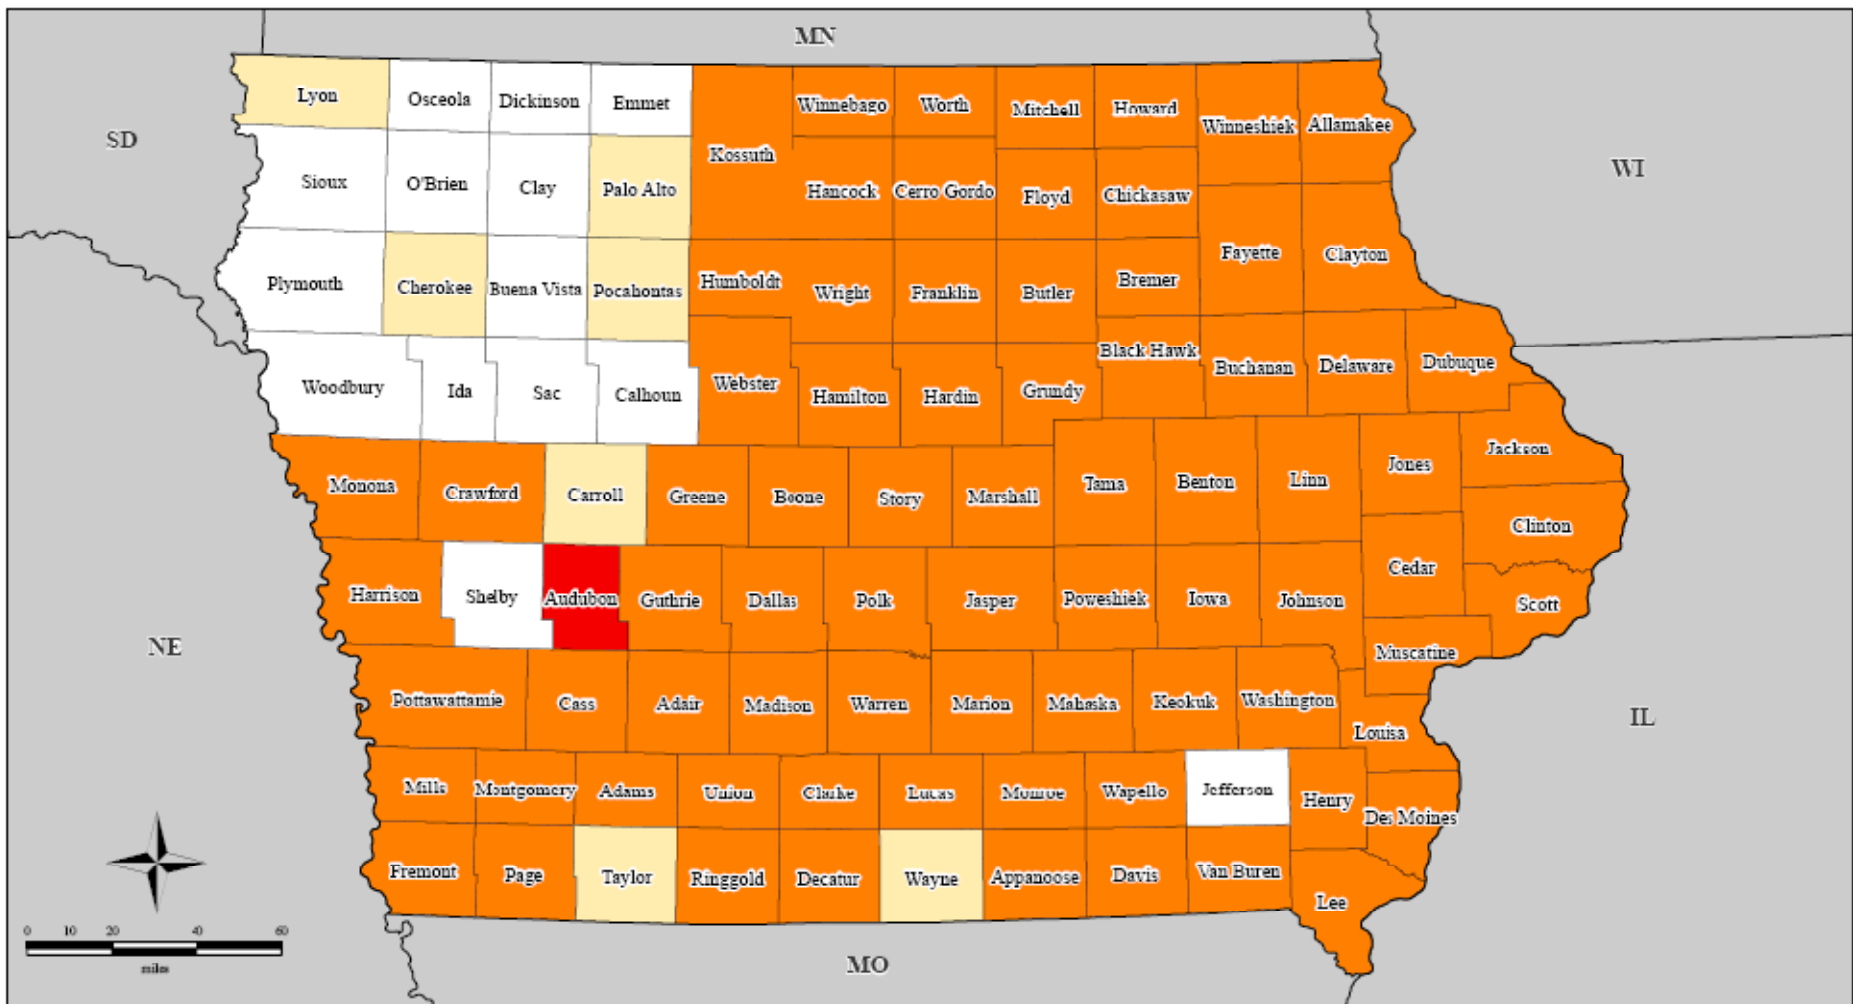 MN
Lyon
Osceola
Dickinson
Emmet
Winnebago
Worth
Mitchell
Howard
Winneshiek
Allamakee
SD
Kossuth
WI
Sioux
O'Brien
Clay
Palo Alto
Hancock
Cerro Gordo
Floyd
Chickasaw
Fayette
Clayton
Plymouth
Cherokee
Buena Vista
Pocahontas
Humboldt
Wright
Franklin
Butler
Bremer
Black Hawk
Buchanan
Delaware
Dubuque
Woodbury
Ida
Sac
Calhoun
Webster
Hamilton
Hardin
Grundy
Jackson
Monona
Crawford
Carroll
Greene
Boone
Story
Marshall
Tama
Benton
Linn
Jones
Clinton
Harrison
Shelby
Audubon
Guthrie
Dallas
Polk
Jasper
Poweshiek
Iowa
Johnson
Cedar
Scott
NE
Muscatine
Pottawattamie
Cass
Adair
Madison
Warren
Marion
Mahaska
Keokuk
Washington
Louisa
IL
Mills
Montgomery
Adams
Union
Clarke
Lucas
Monroe
Wapello
Jefferson
Henry
Des Moines
Fremont
Page
Taylor
Ringgold
Decatur
Wayne
Appanoose
Davis
Van Buren
Lee
0 10 20 40 60
0 20 40 60
miles
MO